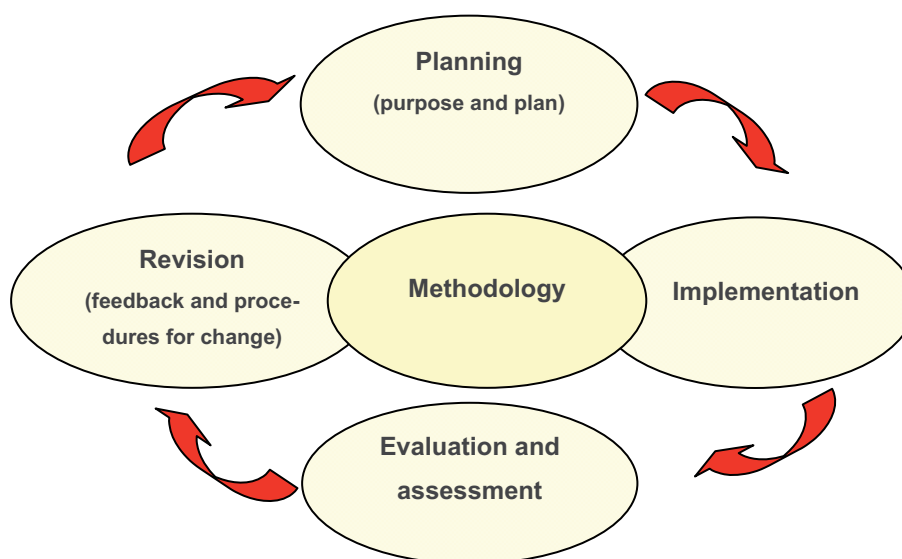 Planning
(purpose and plan)
Revision
(feedback and proce-
dures for change)
Methodology
Implementation
Evaluation and
assessment